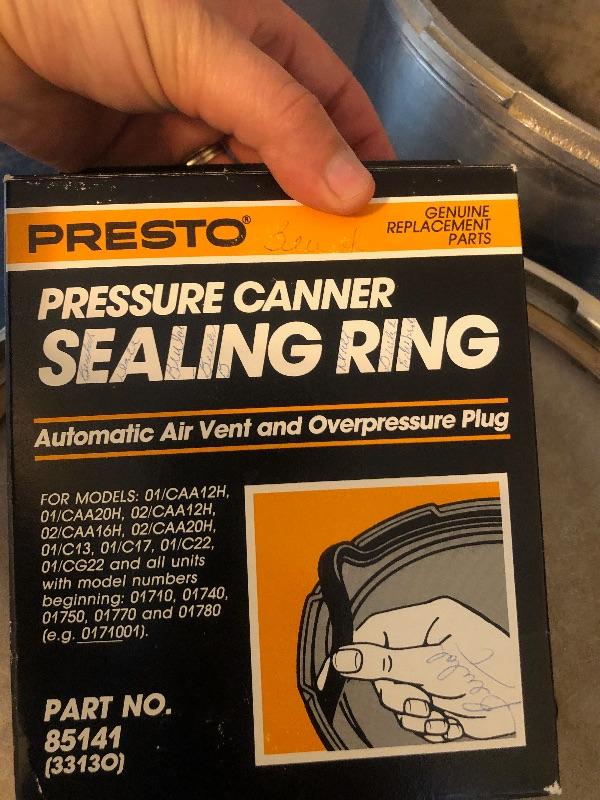 PRESTO®
GENUINE
REPLACEMENT
PARTS
PRESSURE CANNER
SEALING RING
Automatic Air Vent and Overpressure Plug
FOR MODELS: 01/CAA12H,
01/CAA20H, 02/CAA12H,
02/CAA16H, 02/CAA20H,
01/C13, 01/C17, 01/C22,
01/CG22 and all units
with model numbers
beginning: 01710, 01740,
01750, 01770 and 01780
(e.g. 0171001).
PART NO.
85141
(33130)